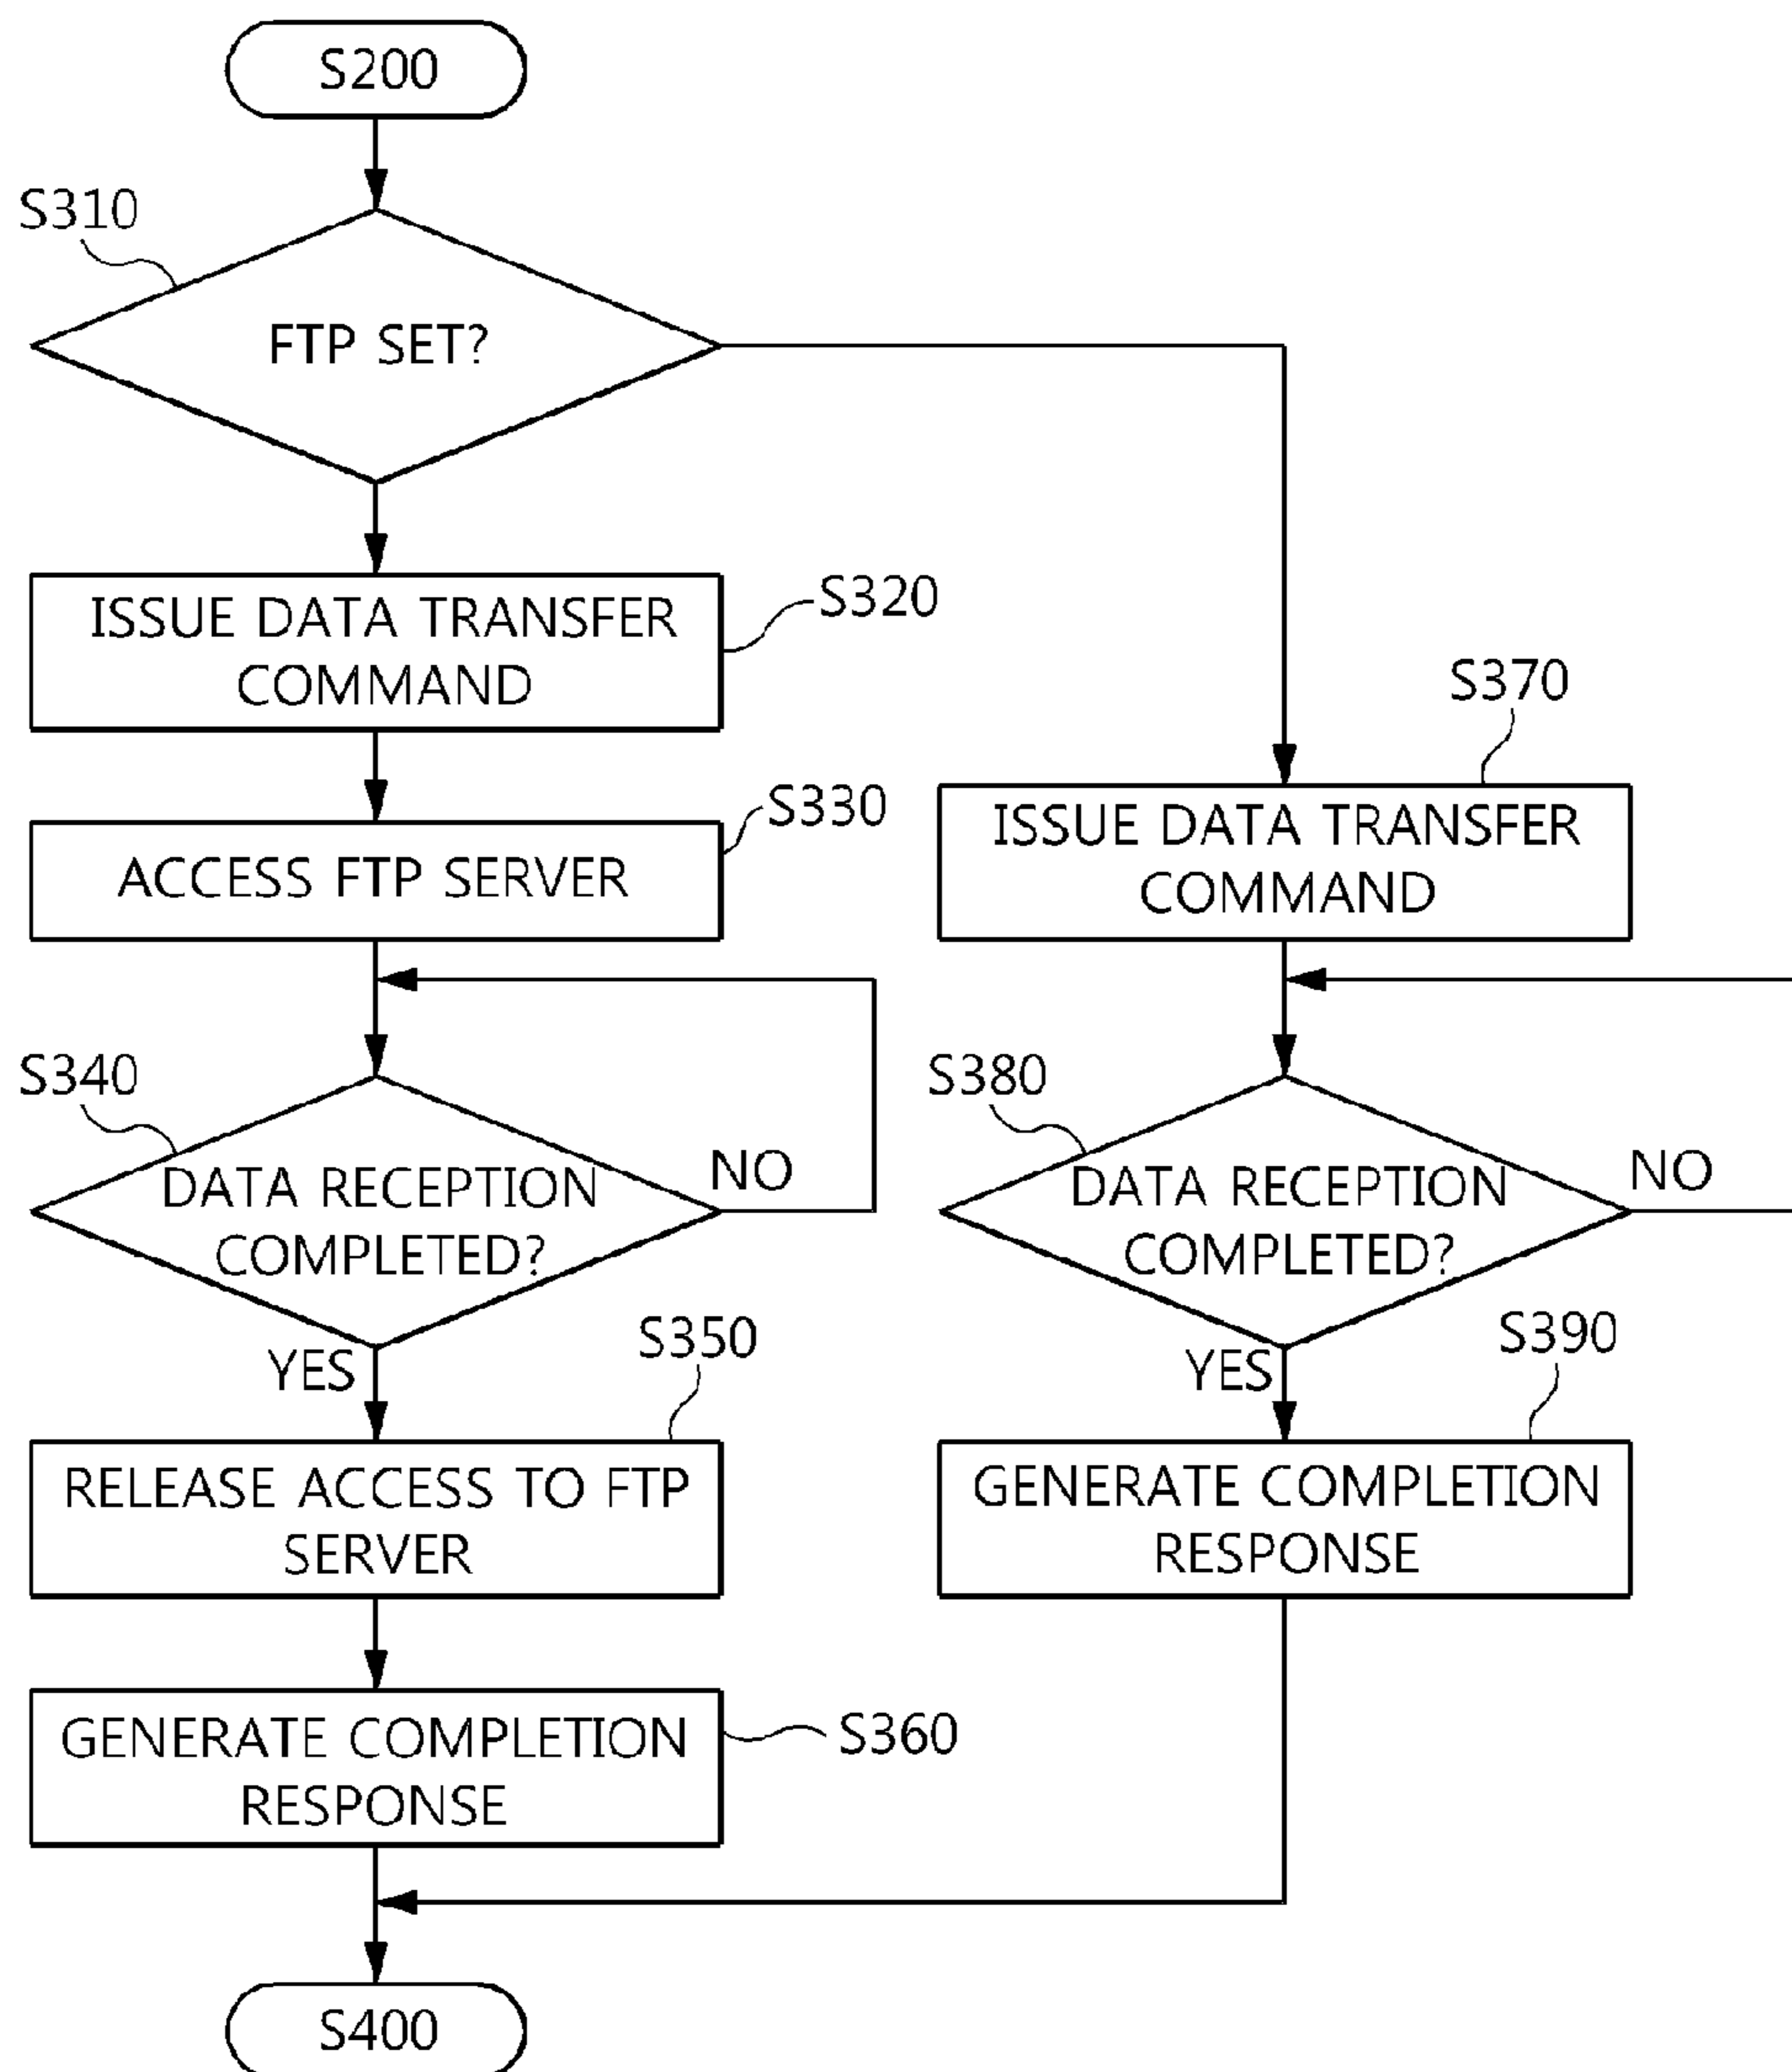 S200
S310
FTP SET?
ISSUE DATA TRANSFER
COMMAND
S320
ACCESS FTP SERVER
S330
S340
DATA RECEPTION
COMPLETED?
NO
YES
S350
RELEASE ACCESS TO FTP
SERVER
GENERATE COMPLETION
RESPONSE
S360
S370
ISSUE DATA TRANSFER
COMMAND
S380
DATA RECEPTION
COMPLETED?
NO
YES
S390
GENERATE COMPLETION
RESPONSE
S400